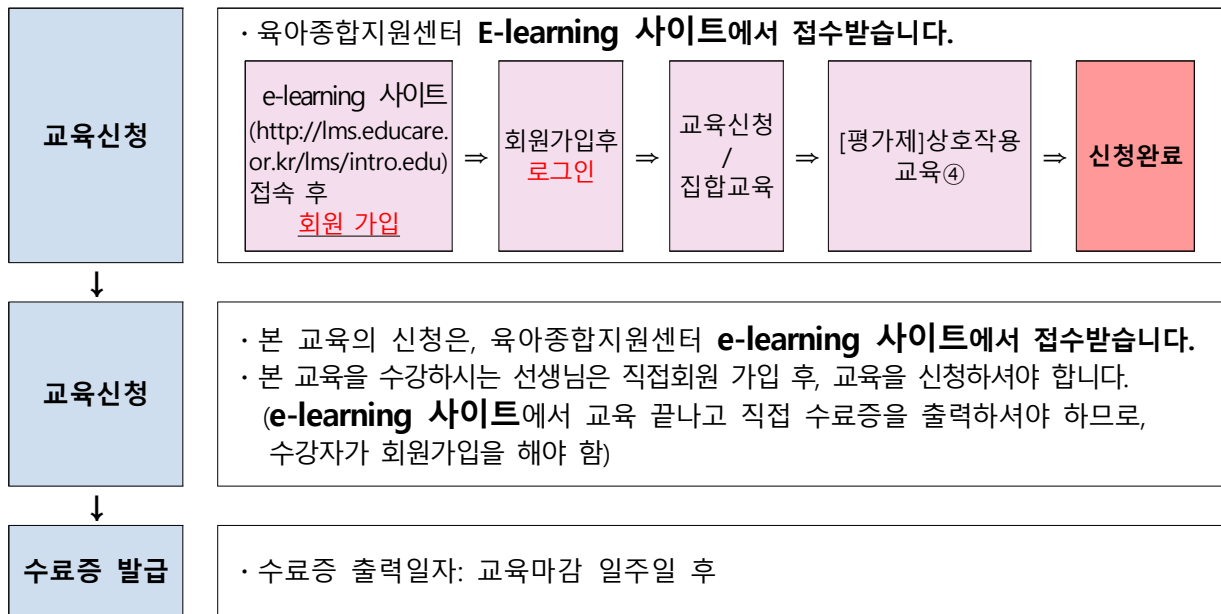 교육신청
· 육아종합지원센터 E-learning 사이트에서 접수받습니다.
e-learning 사이트
(http://lms.educare.
or.kr/lms/intro.edu)
접속 후
회원 가입
⇒
회원가입후
로그인
⇒
교육신청
/
집합교육
⇒
[평가제]상호작용
교육④
⇒
신청완료
↓
교육신청
· 본 교육의 신청은, 육아종합지원센터 e-learning 사이트에서 접수받습니다.
· 본 교육을 수강하시는 선생님은 직접회원 가입 후, 교육을 신청하셔야 합니다.
(e-learning 사이트에서 교육 끝나고 직접 수료증을 출력하셔야 하므로,
수강자가 회원가입을 해야 함)
↓
수료증 발급
· 수료증 출력일자: 교육마감 일주일 후